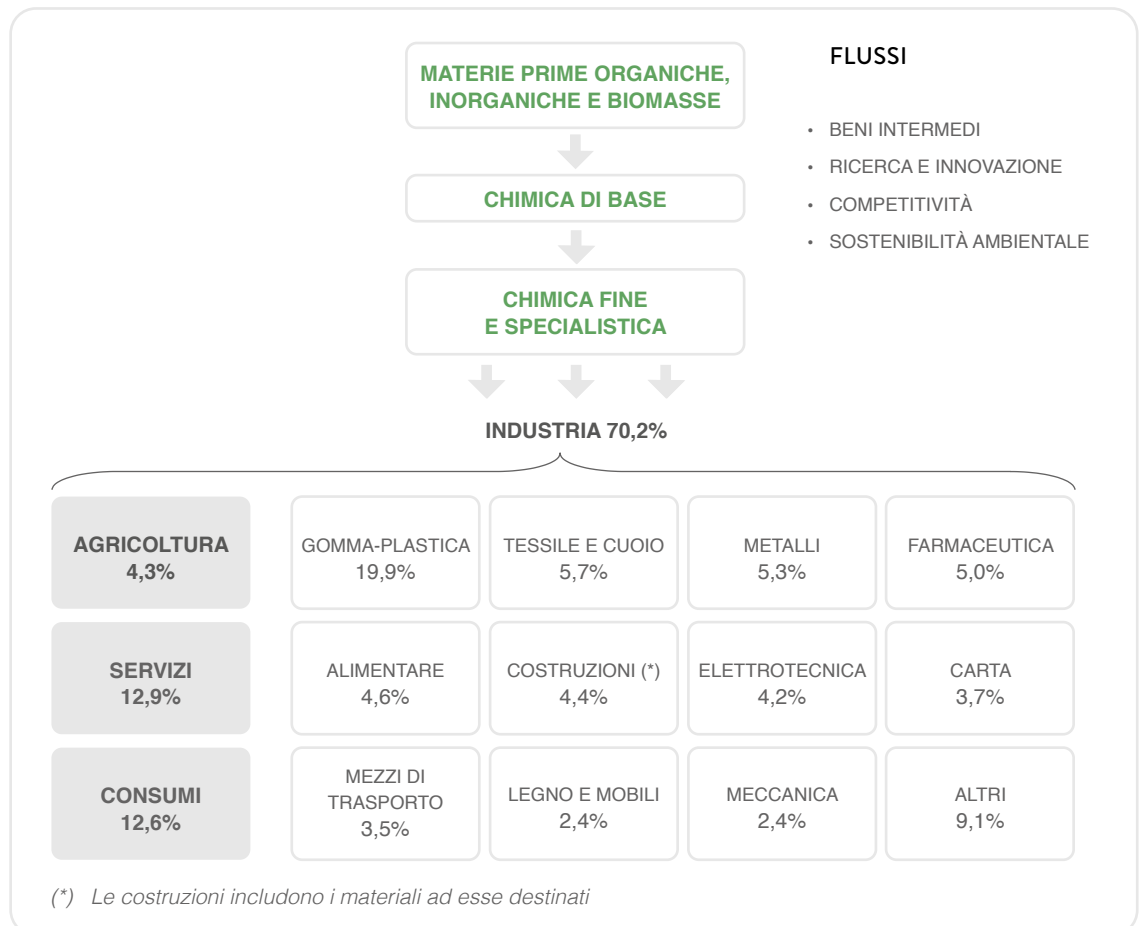 MATERIE PRIME ORGANICHE,
INORGANICHE E BIOMASSE
CHIMICA DI BASE
CHIMICA FINE
E SPECIALISTICA
FLUSSI
• BENI INTERMEDI
• RICERCA E INNOVAZIONE
• COMPETITIVITÀ
• SOSTENIBILITÀ AMBIENTALE
INDUSTRIA 70,2%
AGRICOLTURA
4,3%
GOMMA-PLASTICA
19,9%
TESSILE E CUOIO
5,7%
METALLI
5,3%
FARMACEUTICA
5,0%
SERVIZI
12,9%
ALIMENTARE
4,6%
COSTRUZIONI (*)
4,4%
ELETTROTECNICA
4,2%
CARTA
3,7%
CONSUMI
12,6%
MEZZI DI
TRASPORTO
3,5%
LEGNO E MOBILI
2,4%
MECCANICA
2,4%
ALTRI
9,1%
(*) Le costruzioni includono i materiali ad esse destinati